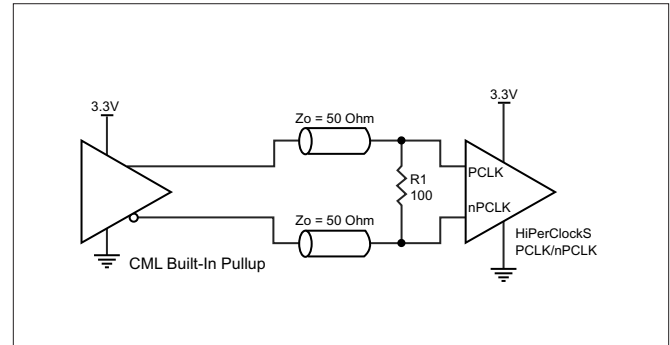 3.3V
3.3V
Zo = 50 Ohm
PCLK
R1
100
nPCLK
Zo = 50 Ohm
HiPerClockS
PCLK/nPCLK
CML Built-In Pullup